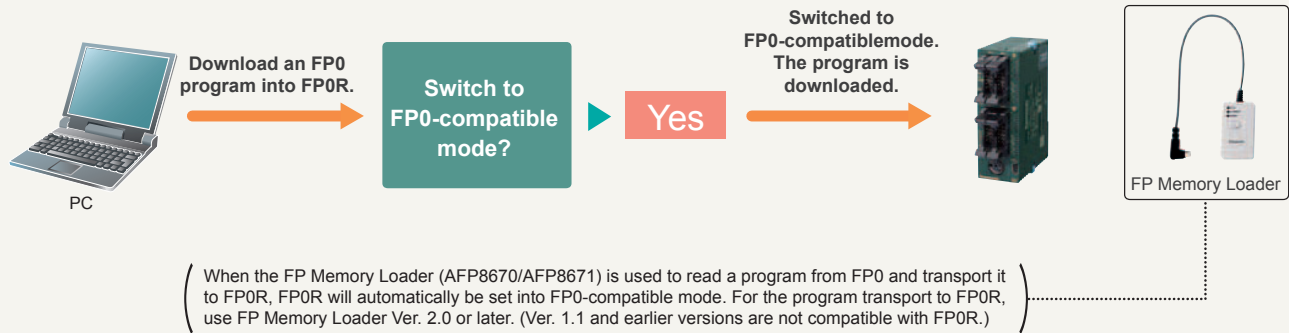 Download an FP0
program into FP0R.
Switch to
FP0-compatible
mode?
Yes
Switched to
FP0-compatiblemode.
The program is
downloaded.
PC
FP Memory Loader
When the FP Memory Loader (AFP8670/AFP8671) is used to read a program from FP0 and transport it
to FP0R, FP0R will automatically be set into FP0-compatible mode. For the program transport to FP0R,
use FP Memory Loader Ver. 2.0 or later. (Ver. 1.1 and earlier versions are not compatible with FP0R.)